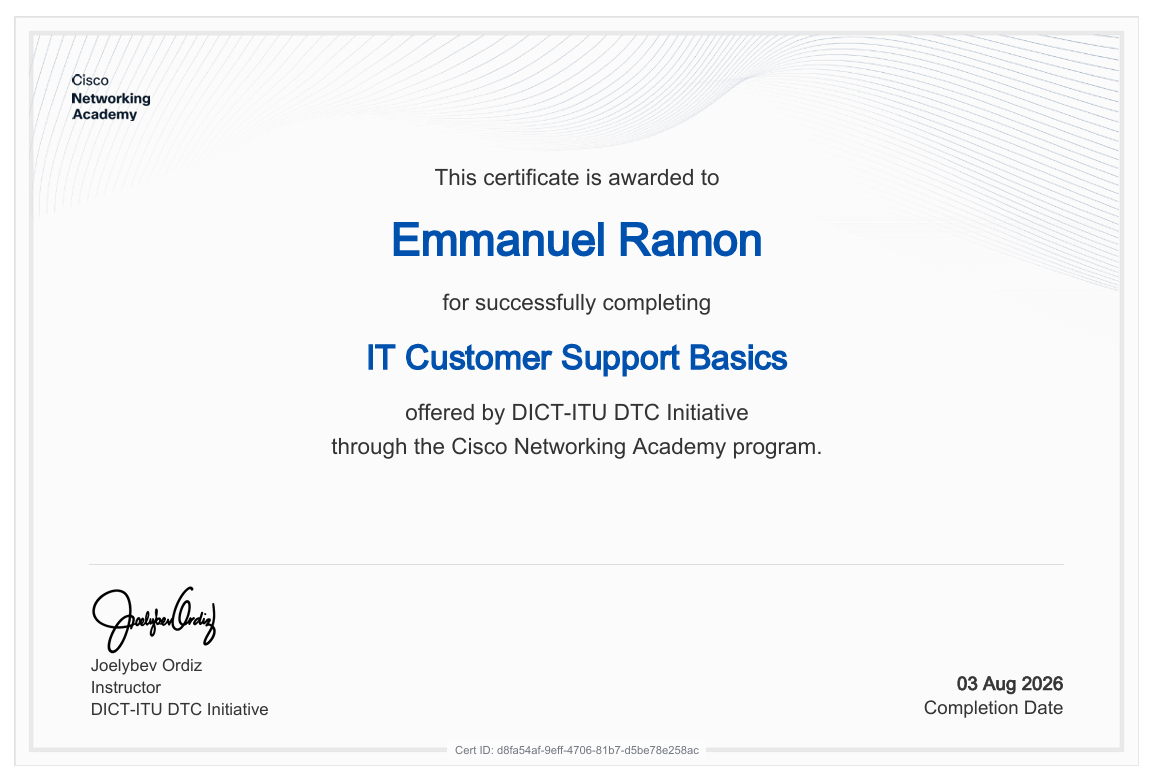 Cisco
Networking
Academy
This certificate is awarded to
Emmanuel Ramon
for successfully completing
IT Customer Support Basics
offered by DICT-ITU DTC Initiative
through the Cisco Networking Academy program.
Joelybev Ordiz
Joelybev Ordiz
Instructor
DICT-ITU DTC Initiative
03 Aug 2026
Completion Date
Cert ID: d8fa54af-9eff-4706-81b7-d5be78e258ac